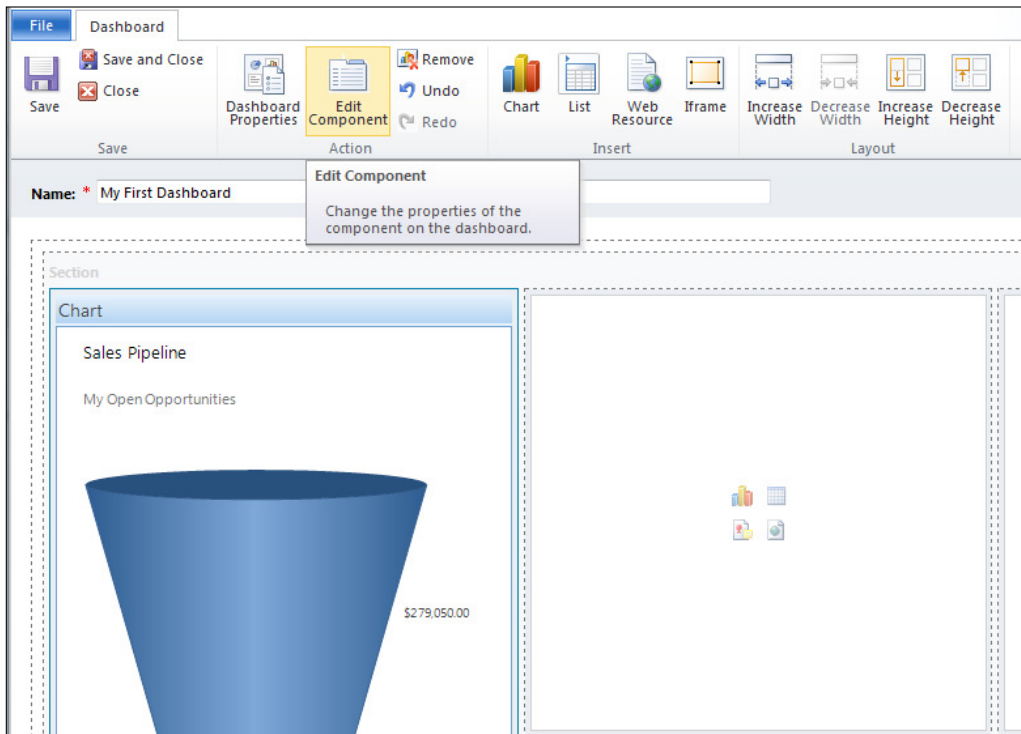 File
Dashboard
Save
Save and Close
Close
Dashboard
Properties
Edit
Component
Remove
Undo
Redo
Chart
List
Web
Resource
Iframe
Increase
Width
Decrease
Width
Increase
Height
Decrease
Height
Save
Action
Insert
Layout
Name: * My First Dashboard
Edit Component
Change the properties of the
component on the dashboard.
Section
Chart
Sales Pipeline
My Open Opportunities
$279,050.00